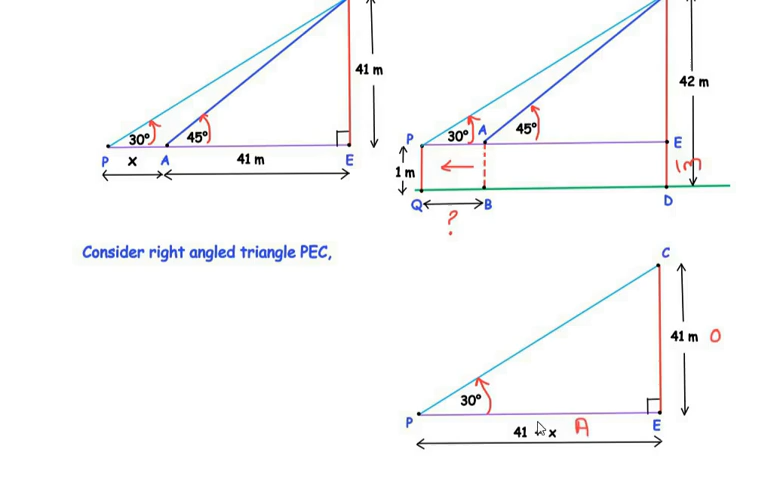 41 m
30°
45°
P
x
A
41 m
E
42 m
P
30°
A
45°
E
1 m
1m
Q
B
D
?
Consider right angled triangle PEC,
C
41 m
O
30°
P
41
x
A
E